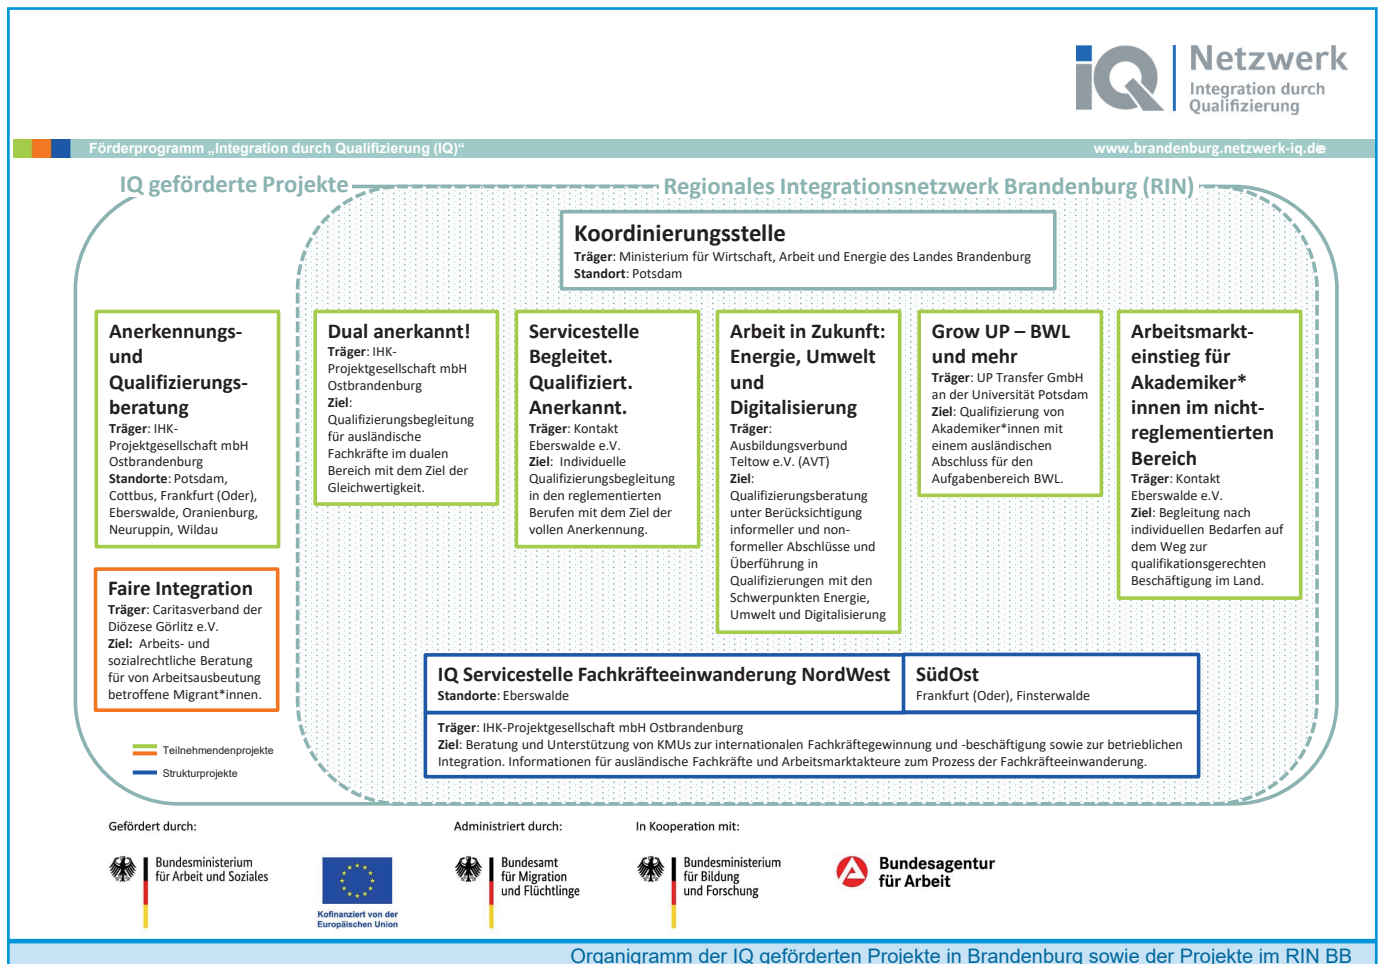 iQ
Netzwerk
Integration durch
Qualifizierung
Förderprogramm „Integration durch Qualifizierung (IQ)“
www.brandenburg.netzwerk-iq.de
IQ geförderte Projekte
Regionales Integrationsnetzwerk Brandenburg (RIN)
Koordinierungsstelle
Träger: Ministerium für Wirtschaft, Arbeit und Energie des Landes Brandenburg
Standort: Potsdam
Anerkennungs-
und
Qualifizierungs-
beratung
Träger: IHK-
Projektgesellschaft mbH
Ostbrandenburg
Standorte: Potsdam,
Cottbus, Frankfurt (Oder),
Eberswalde, Oranienburg,
Neuruppin, Wildau
Dual anerkannt!
Träger: IHK-
Projektgesellschaft mbH
Ostbrandenburg
Ziel:
Qualifizierungsbegleitung
für ausländische
Fachkräfte im dualen
Bereich mit dem Ziel der
Gleichwertigkeit.
Servicestelle
Begleitet.
Qualifiziert.
Anerkannt.
Träger: Kontakt
Eberswalde e.V.
Ziel: Individuelle
Qualifizierungsbegleitung
in den reglementierten
Berufen mit dem Ziel der
vollen Anerkennung.
Arbeit in Zukunft:
Energie, Umwelt
und
Digitalisierung
Träger:
Ausbildungsverbund
Teltow e.V. (AVT)
Ziel:
Qualifizierungsberatung
unter Berücksichtigung
informeller und non-
formeller Abschlüsse und
Überführung in
Qualifizierungen mit den
Schwerpunkten Energie,
Umwelt und Digitalisierung
Grow UP – BWL
und mehr
Träger: UP Transfer GmbH
an der Universität Potsdam
Ziel: Qualifizierung von
Akademiker*innen mit
einem ausländischen
Abschluss für den
Aufgabenbereich BWL.
Arbeitsmarkt-
einstieg für
Akademiker*
innen im nicht-
reglementierten
Bereich
Träger: Kontakt
Eberswalde e.V.
Ziel: Begleitung nach
individuellen Bedarfen auf
dem Weg zur
qualifikationsgerechten
Beschäftigung im Land.
Faire Integration
Träger: Caritasverband der
Diözese Görlitz e.V.
Ziel: Arbeits- und
sozialrechtliche Beratung
für von Arbeitsausbeutung
betroffene Migrant*innen.
IQ Servicestelle Fachkräfteeinwanderung NordWest
Standorte: Eberswalde
SüdOst
Frankfurt (Oder), Finsterwalde
Träger: IHK-Projektgesellschaft mbH Ostbrandenburg
Ziel: Beratung und Unterstützung von KMUs zur internationalen Fachkräftegewinnung und -beschäftigung sowie zur betrieblichen
Integration. Informationen für ausländische Fachkräfte und Arbeitsmarktakteure zum Prozess der Fachkräfteeinwanderung.
Teilnehmendenprojekte
Strukturprojekte
Gefördert durch:
Administriert durch:
In Kooperation mit:
Bundesministerium
für Arbeit und Soziales
Kofinanziert von der
Europäischen Union
Bundesamt
für Migration
und Flüchtlinge
Bundesministerium
für Bildung
und Forschung
Bundesagentur
für Arbeit
Organigramm der IQ geförderten Projekte in Brandenburg sowie der Projekte im RIN BB